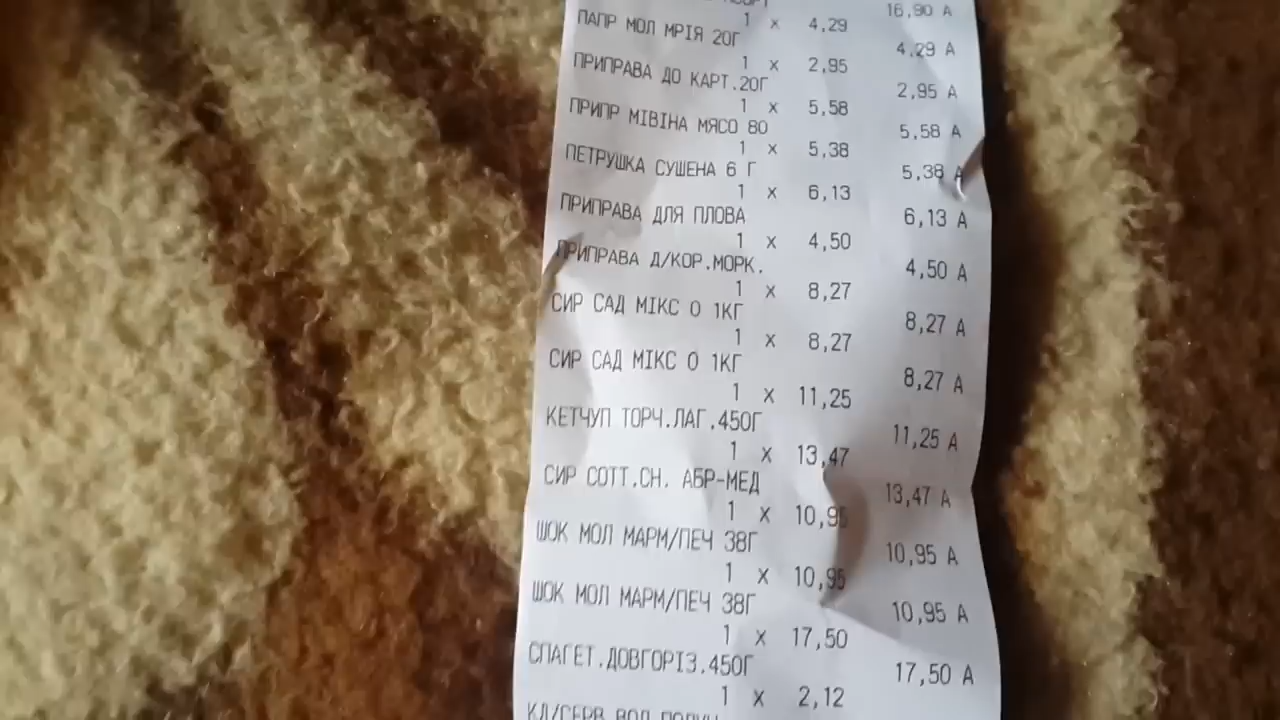 16,90 А
1 x 4,29
ПАПР МОЛ МРІЯ 20Г 4,29 А
1 x 2,95
ПРИПРАВА ДО КАРТ.20Г 2,95 А
1 x 5,58
ПРИПР МІВІНА МЯСО 80 5,58 А
1 x 5,38
ПЕТРУШКА СУШЕНА 6 Г 5,38 А
1 x 6,13
ПРИПРАВА ДЛЯ ПЛОВА 6,13 А
1 x 4,50
ПРИПРАВА Д/КОР.МОРК. 4,50 А
1 x 8,27
СИР САД МІКС О 1КГ 8,27 А
1 x 8,27
СИР САД МІКС О 1КГ 8,27 А
1 x 11,25
КЕТЧУП ТОРЧ.ЛАГ.450Г 11,25 А
1 x 13,47
СИР СОТТ.СН. АБР-МЕД 13,47 А
1 x 10,95
ШОК МОЛ МАРМ/ПЕЧ 38Г 10,95 А
1 x 10,95
ШОК МОЛ МАРМ/ПЕЧ 38Г 10,95 А
1 x 17,50
СПАГЕТ.ДОВГОРІЗ.450Г 17,50 А
1 x 2,12